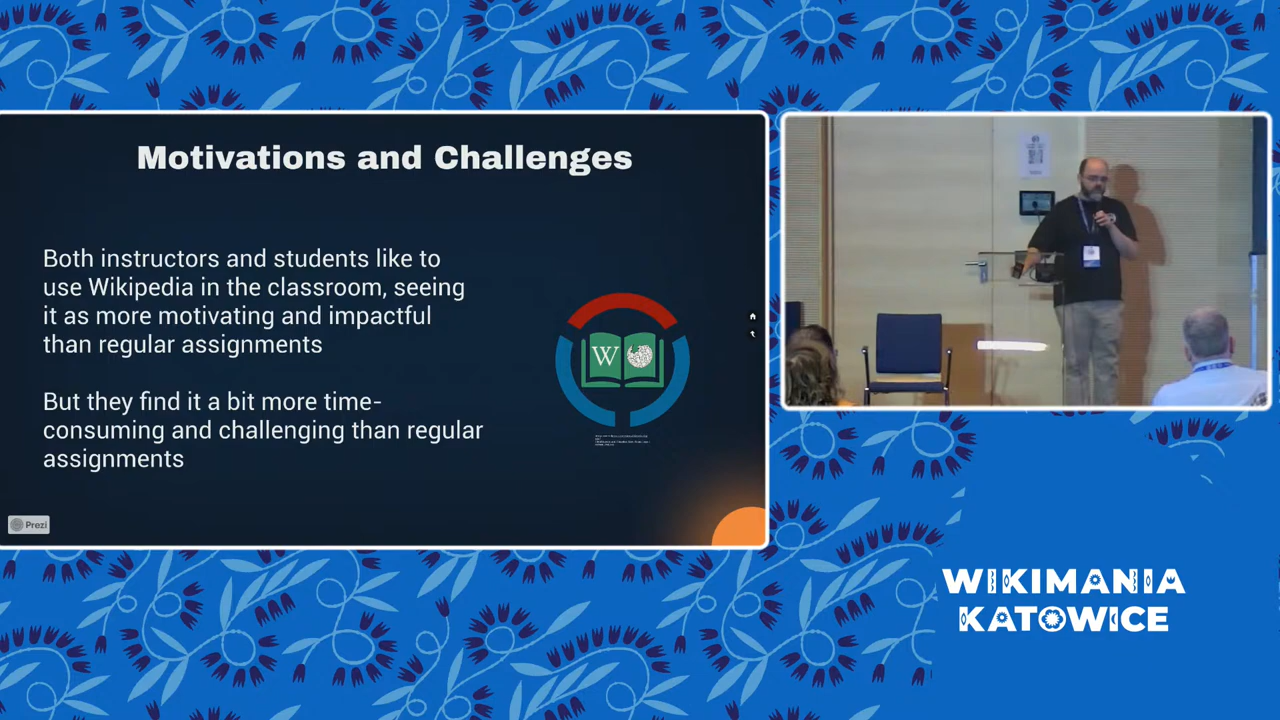 Motivations and Challenges
Both instructors and students like to
use Wikipedia in the classroom, seeing
it as more motivating and impactful
than regular assignments
But they find it a bit more time-
consuming and challenging than regular
assignments
W
Prezi
WIKIMANIA
KATOWICE